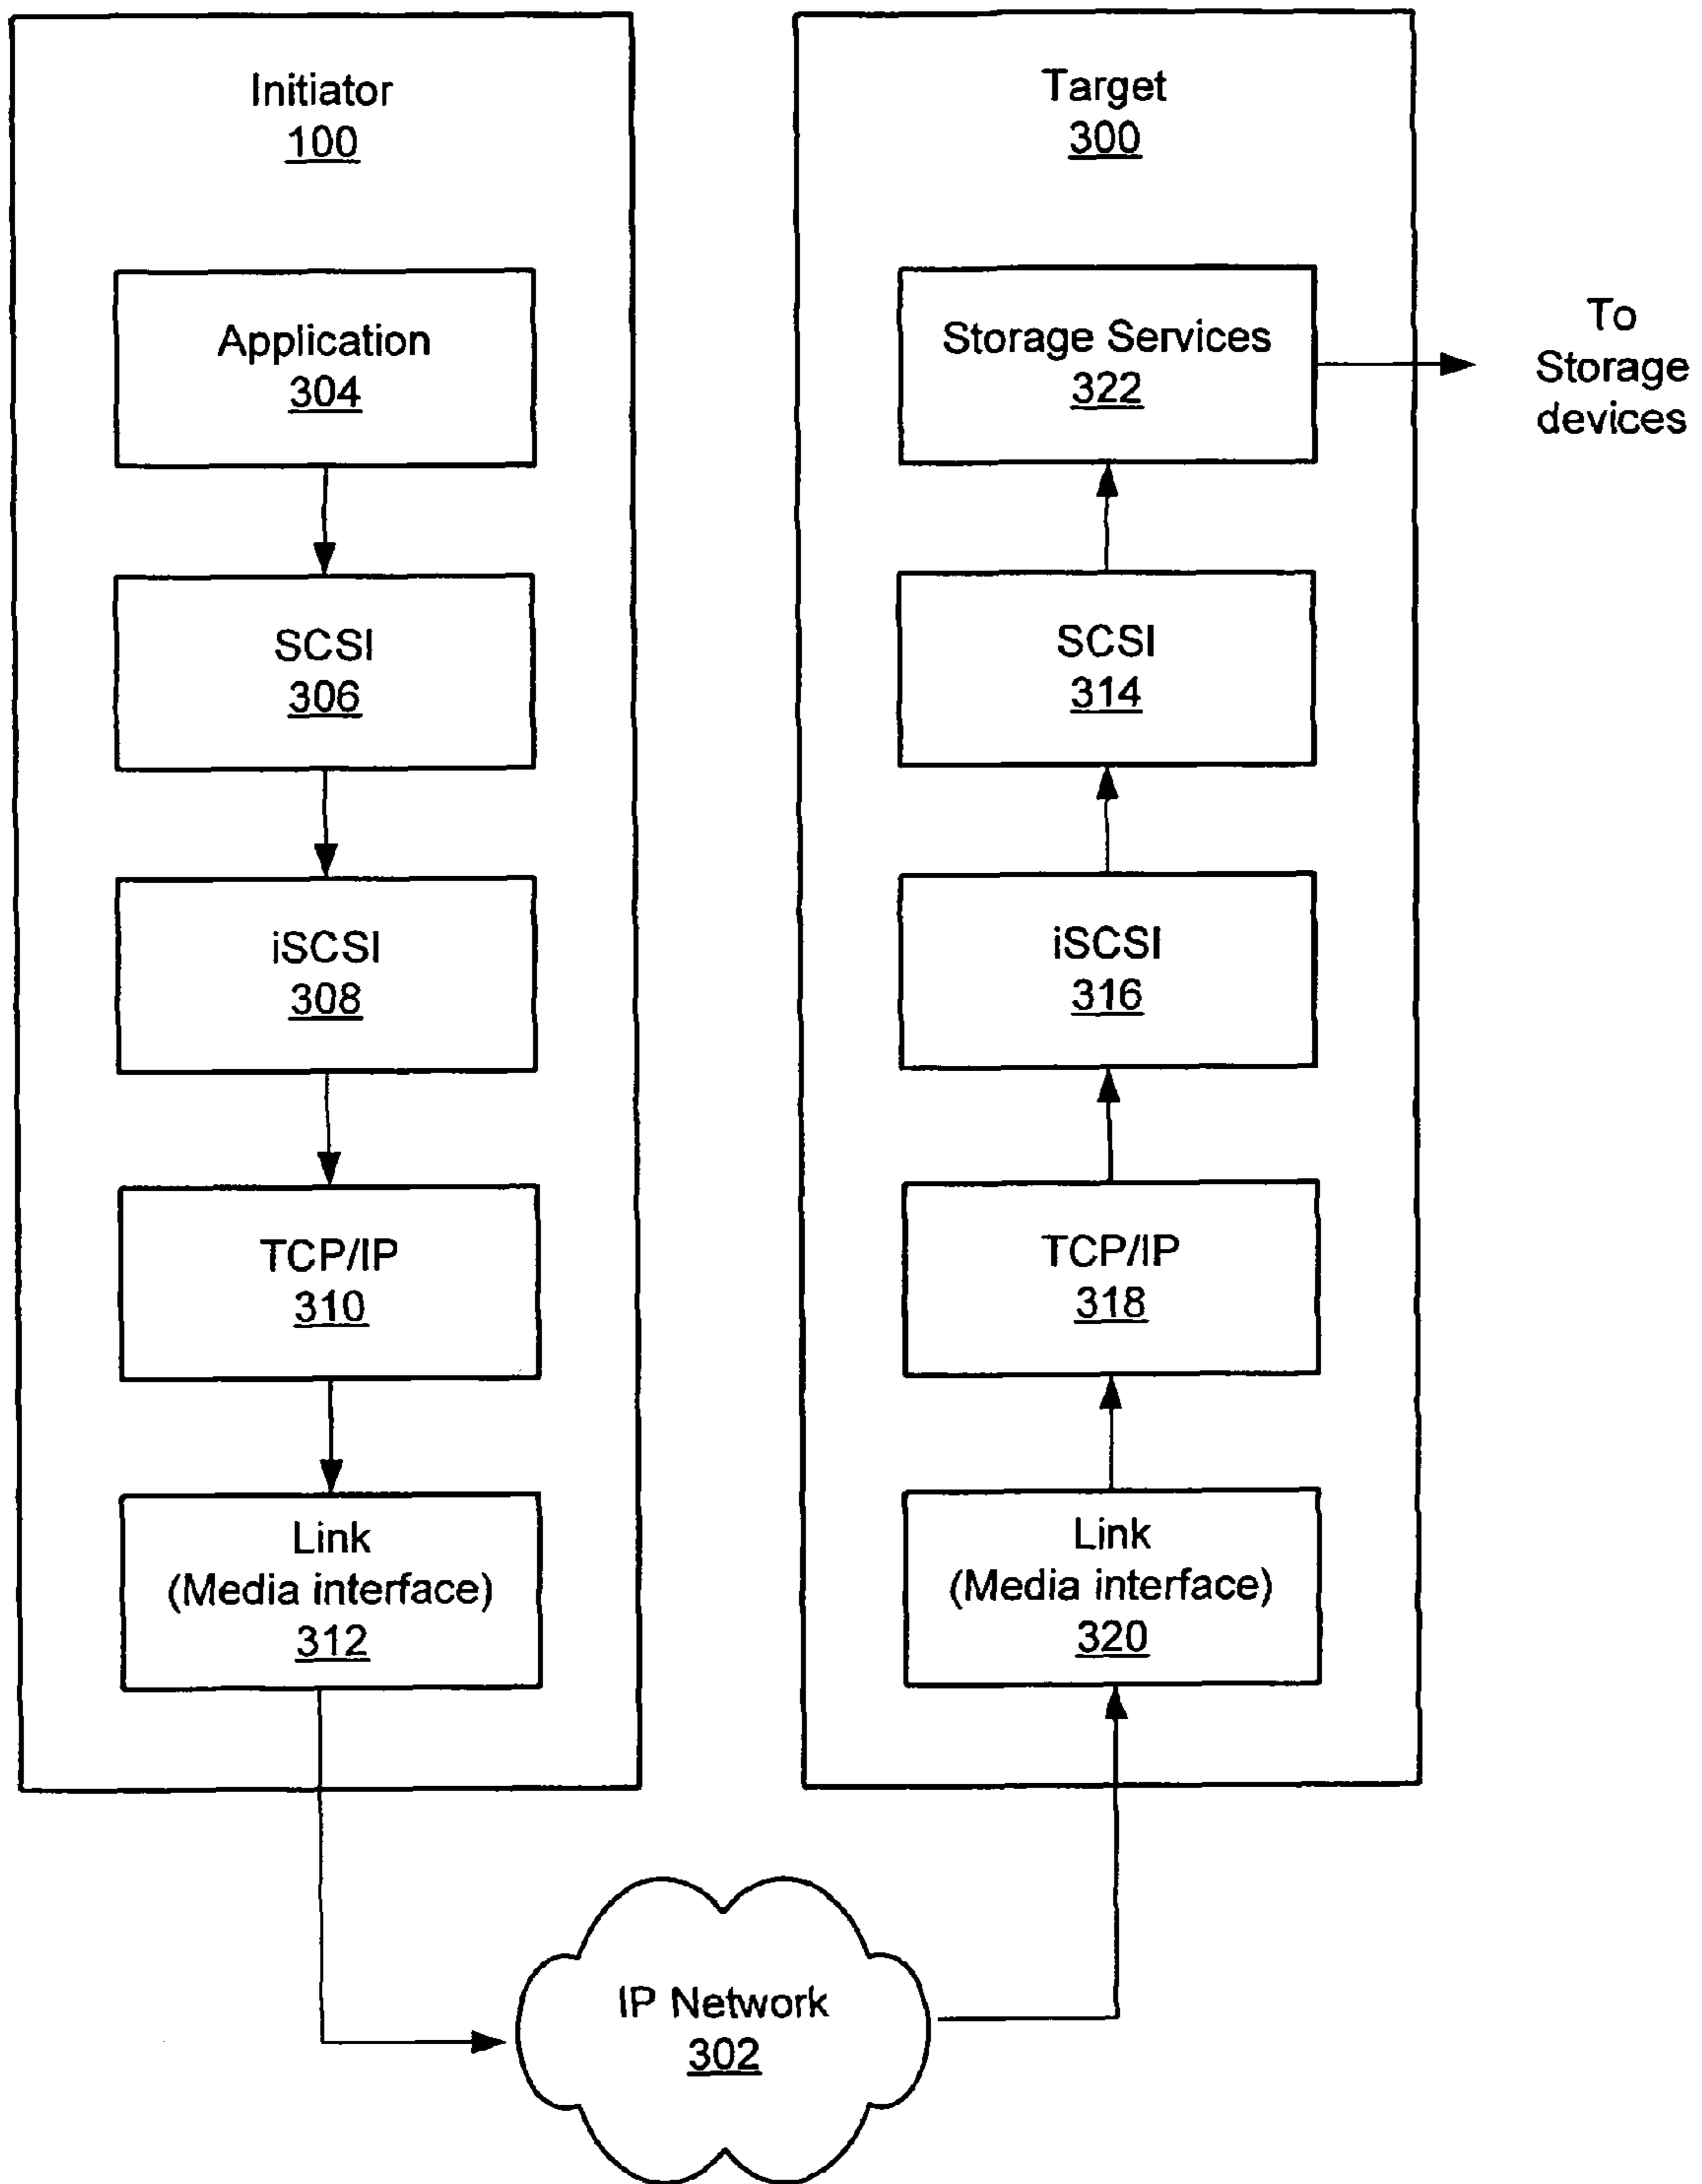 Initiator
100
Application
304
SCSI
306
iSCSI
308
TCP/IP
310
Link
(Media interface)
312
Target
300
Storage Services
322
To
Storage
devices
SCSI
314
iSCSI
316
TCP/IP
318
Link
(Media interface)
320
IP Network
302